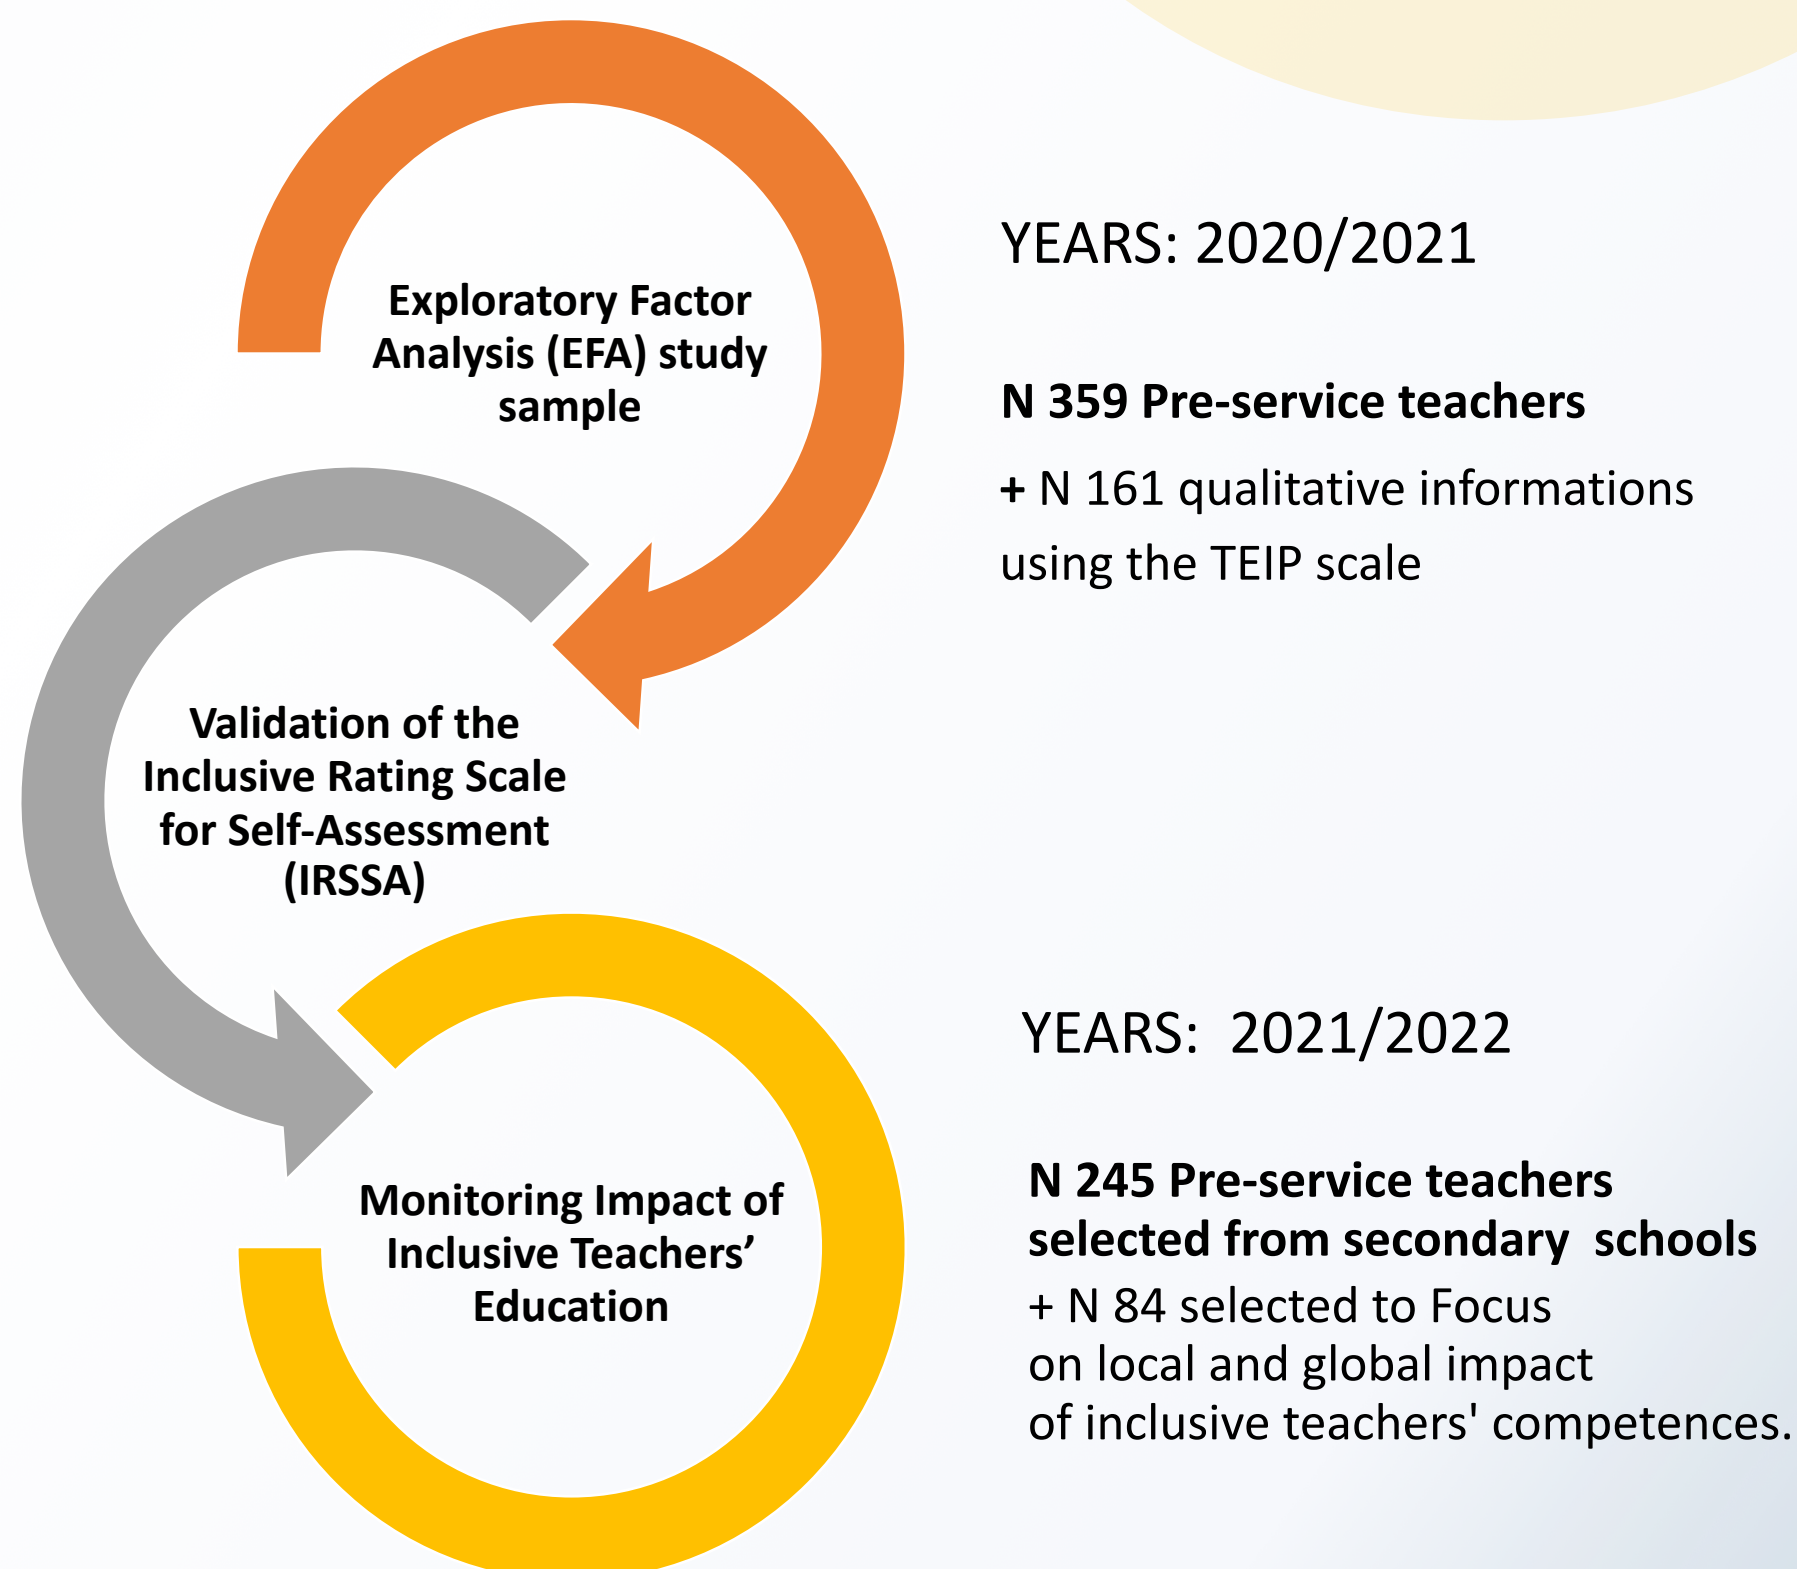 Exploratory Factor
Analysis (EFA) study
sample
YEARS: 2020/2021
N 359 Pre-service teachers
+ N 161 qualitative informations
using the TEIP scale
Validation of the
Inclusive Rating Scale
for Self-Assessment
(IRSSA)
Monitoring Impact of
Inclusive Teachers’
Education
YEARS:  2021/2022
N 245 Pre-service teachers
selected from secondary  schools
+ N 84 selected to Focus
on local and global impact
of inclusive teachers' competences.